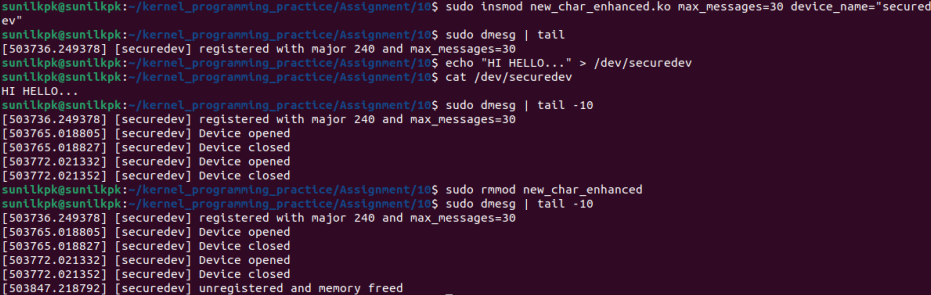 sunilkpk@sunilkpk:~/kernel_programming_practice/Assignment/10$ sudo insmod new_char_enhanced.ko max_messages=30 device_name="secured
ev"
sunilkpk@sunilkpk:~/kernel_programming_practice/Assignment/10$ sudo dmesg | tail
[503736.249378] [securedev] registered with major 240 and max_messages=30
sunilkpk@sunilkpk:~/kernel_programming_practice/Assignment/10$ echo "HI HELLO..." > /dev/securedev
sunilkpk@sunilkpk:~/kernel_programming_practice/Assignment/10$ cat /dev/securedev
HI HELLO...
sunilkpk@sunilkpk:~/kernel_programming_practice/Assignment/10$ sudo dmesg | tail -10
[503736.249378] [securedev] registered with major 240 and max_messages=30
[503765.018805] [securedev] Device opened
[503765.018827] [securedev] Device closed
[503772.021332] [securedev] Device opened
[503772.021352] [securedev] Device closed
sunilkpk@sunilkpk:~/kernel_programming_practice/Assignment/10$ sudo rmmod new_char_enhanced
sunilkpk@sunilkpk:~/kernel_programming_practice/Assignment/10$ sudo dmesg | tail -10
[503736.249378] [securedev] registered with major 240 and max_messages=30
[503765.018805] [securedev] Device opened
[503765.018827] [securedev] Device closed
[503772.021332] [securedev] Device opened
[503772.021352] [securedev] Device closed
[503847.218792] [securedev] unregistered and memory freed